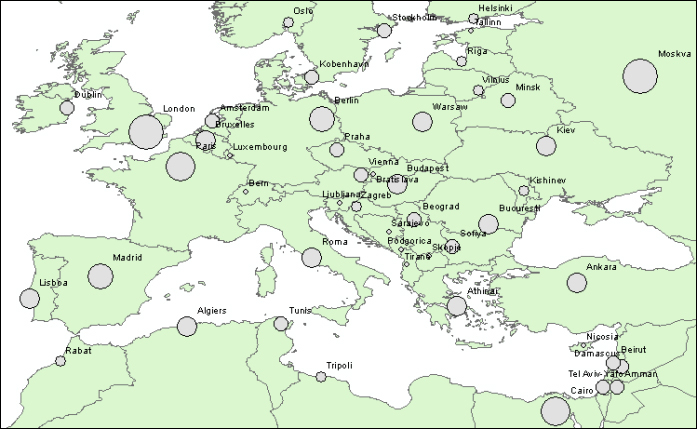 Oslo
Stockholm
Helsinki
Tallinn
Riga
Moskva
Kobenhavn
Vilnius
Minsk
Dublin
London
Amsterdam
Berlin
Warsaw
Bruxelles
Kiev
Paris
Luxembourg
Praha
Vienna
Budapest
Bratislava
Bern
Kishinev
Ljubljana
Zagreb
Beograd
Bucuresti
Sarajevo
Sofiya
Roma
Podgorica
Skopje
Tirane
Madrid
Ankara
Lisboa
Athinai
Algiers
Tunis
Nicosia
Rabat
Damascus
Beirut
Tripoli
Tel Aviv-Yafo
Amman
Cairo